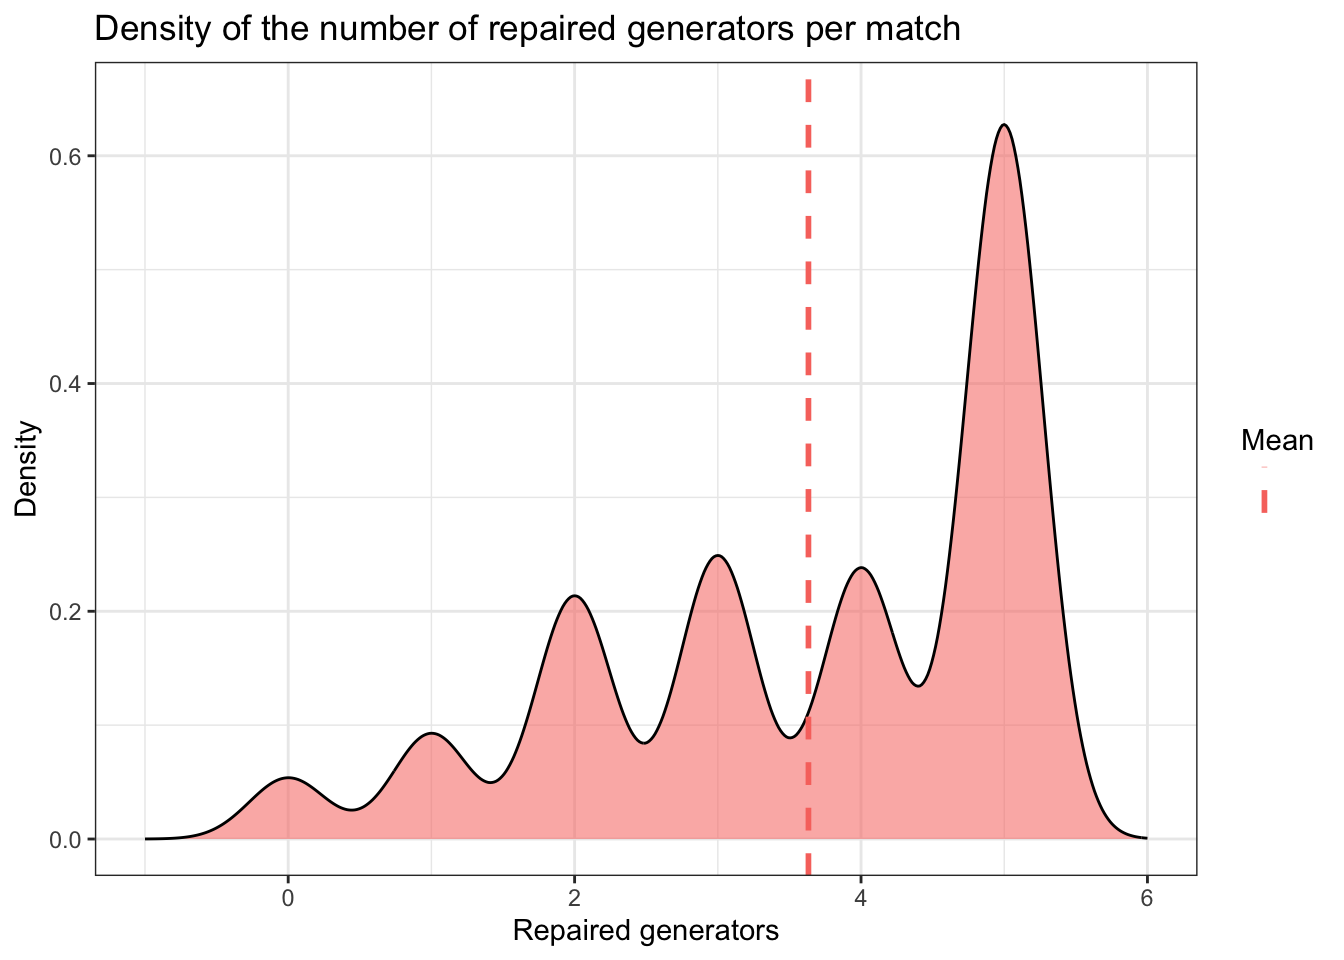 Density of the number of repaired generators per match
0.6
0.4
0.2
0.0
Density
0 2 4 6
Repaired generators
Mean